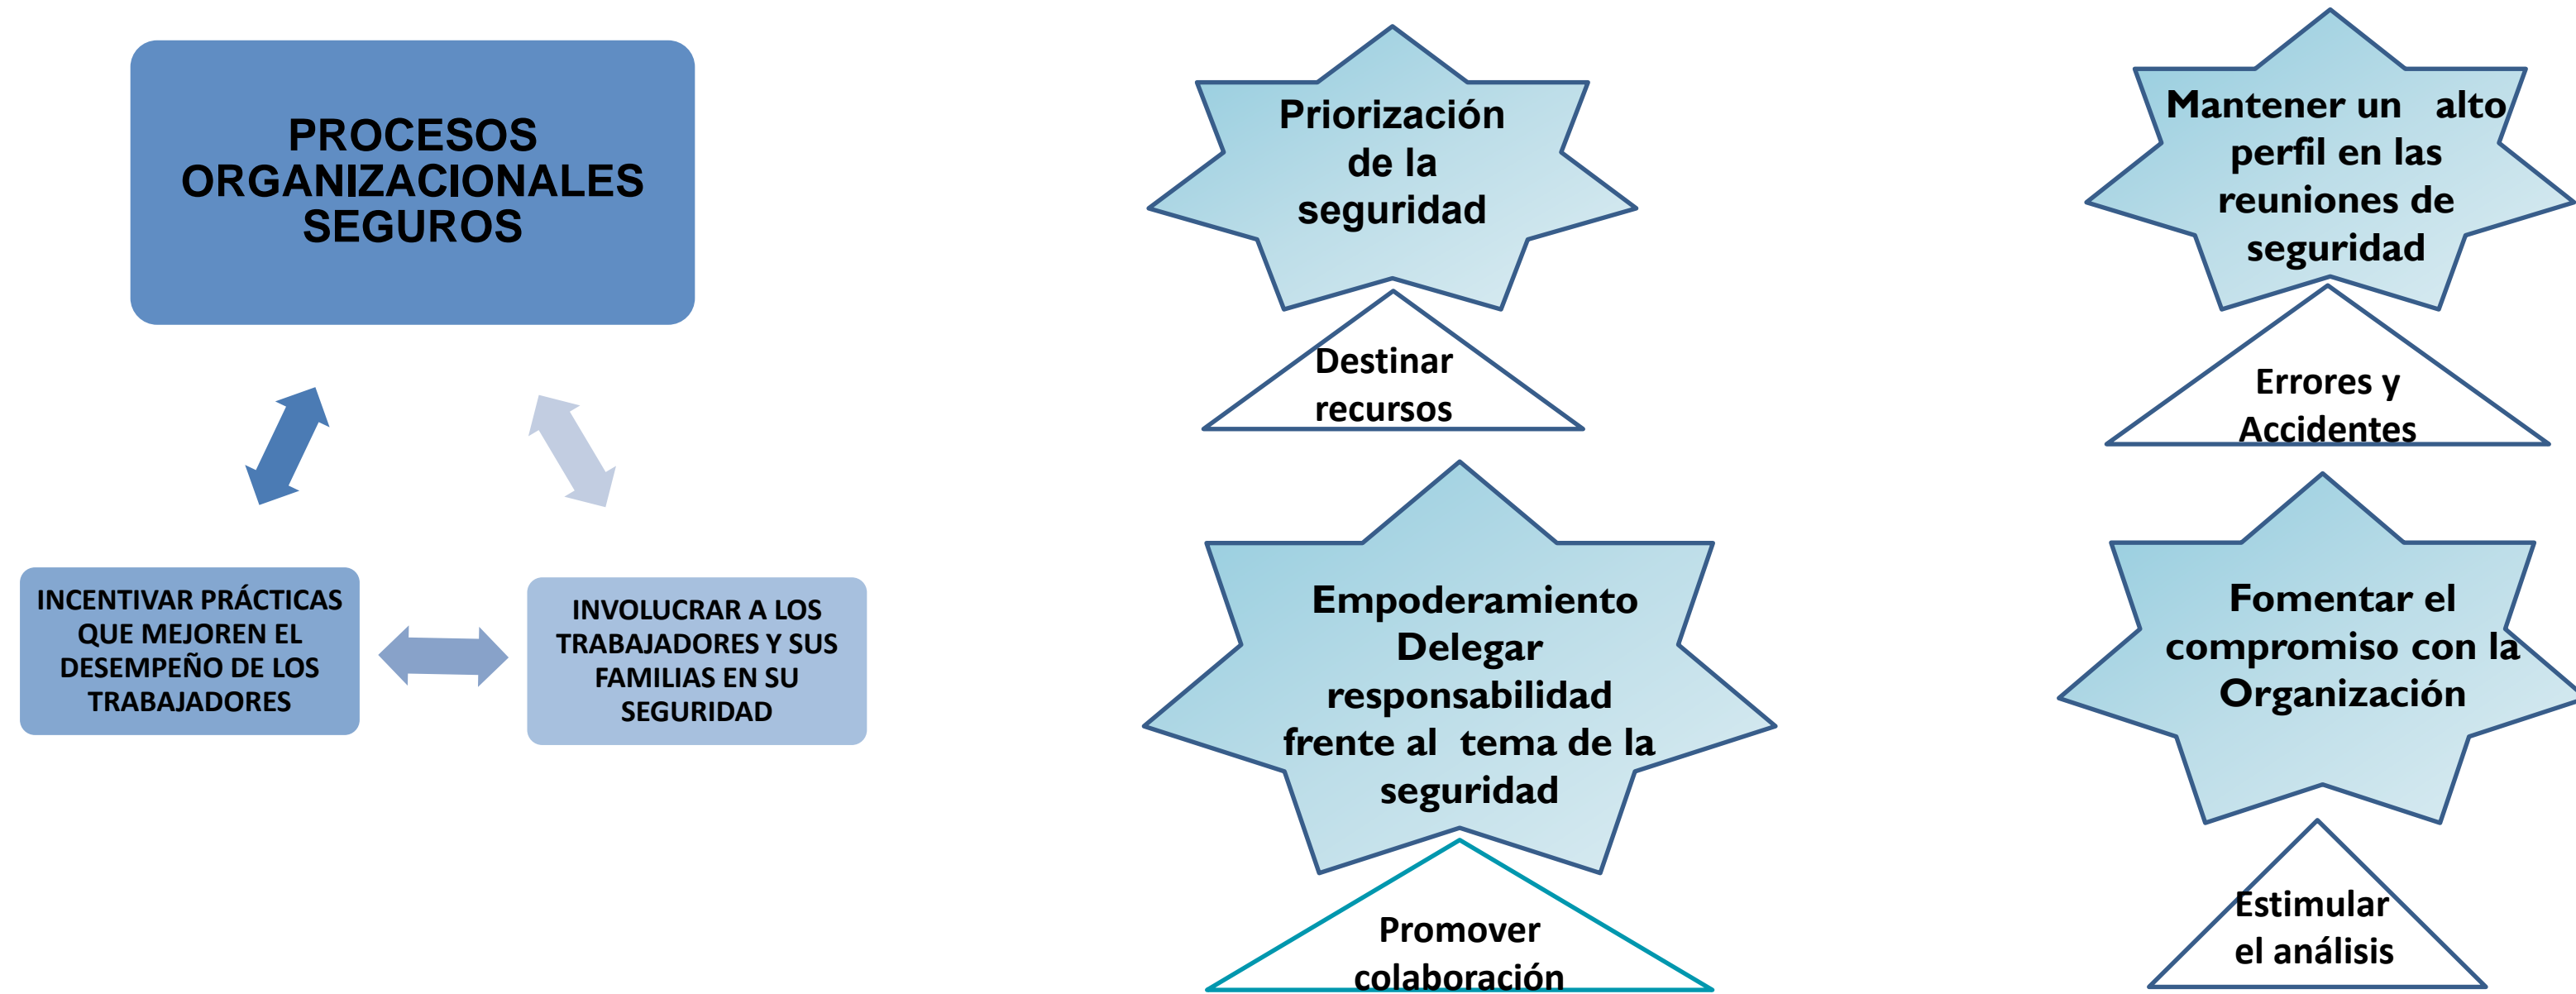 PROCESOS
ORGANIZACIONALES
SEGUROS
INCENTIVAR PRÁCTICAS
QUE MEJOREN EL
DESEMPEÑO DE LOS
TRABAJADORES
INVOLUCRAR A LOS
TRABAJADORES Y SUS
FAMILIAS EN SU
SEGURIDAD
Priorización
de la
seguridad
Destinar
recursos
Mantener un alto
perfil en las
reuniones de
seguridad
Errores y
Accidentes
Empoderamiento
Delegar
responsabilidad
frente al tema de la
seguridad
Promover
colaboración
Fomentar el
compromiso con la
Organización
Estimular
el análisis